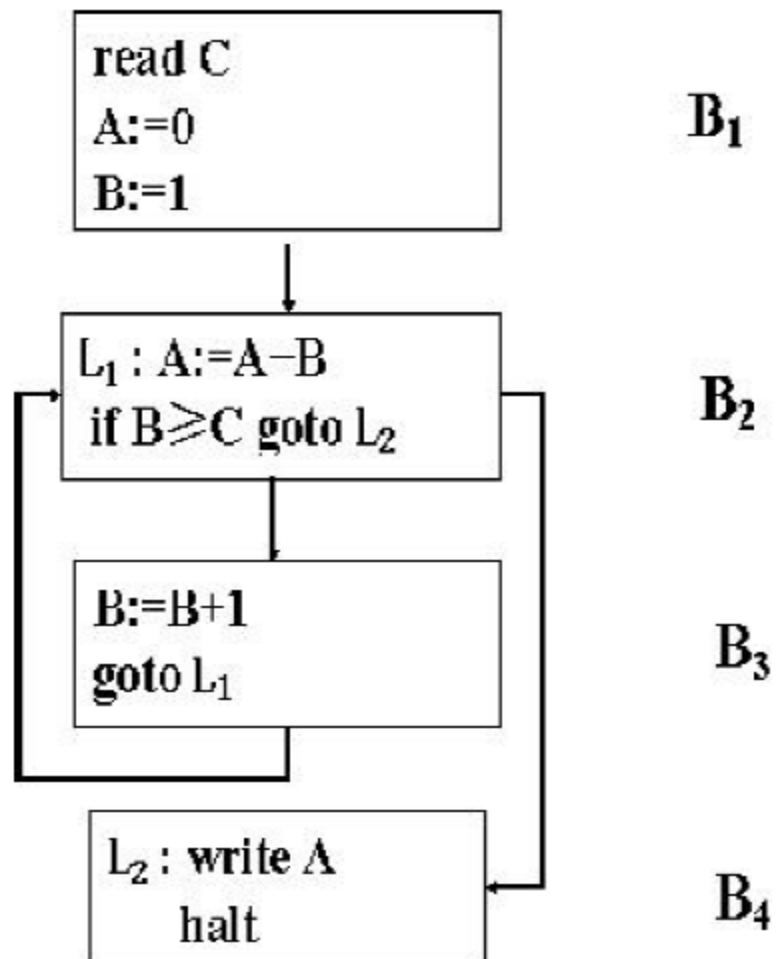 read C
A:=0
B:=1
B₁
L₁ : A:=A−B
if B≥C goto L₂
B₂
B:=B+1
goto L₁
B₃
L₂ : write A
halt
B₄